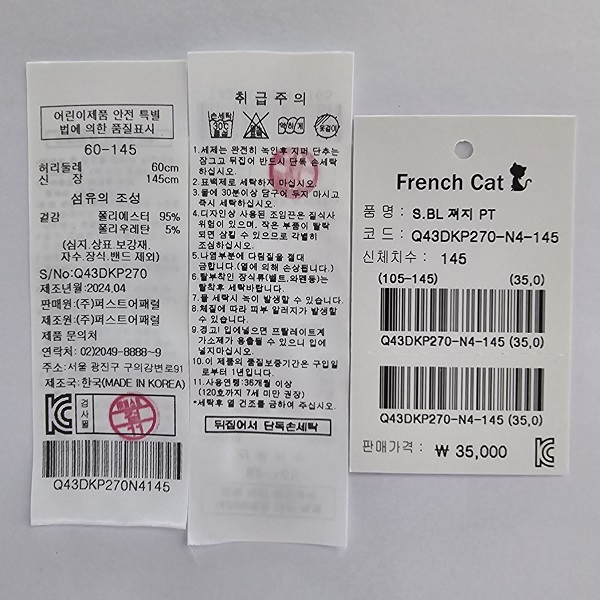 어린이제품 안전 특별
법에 의한 품질표시
60-145
허리둘레 60cm
신 장 145cm
섬유의 조성
겉감 폴리에스터 95%
폴리우레탄 5%
(심지.상표.보강재,
자수.장식.밴드 제외)
S/No:Q43DKP270
제조년월:2024,04
판매원:(주)퍼스트어패럴
제조원:(주)퍼스트어패럴
제품 문의처
연락처: 02)2049-8888~9
주소:서울 광진구 구의강변로91
제조국:한국(MADE IN KOREA)
검사필
Q43DKP270N4145
취급주의
손세탁
30℃
중성
약하게
옷걸이
1.세제는 완전히 녹인후 지퍼 단추는
잠그고 뒤집어 반드시 단독 손세탁
하십시오.
2.표백제로 세탁하지 마십시오.
3.물에 30분이상 담구어 두지 마시고
즉시 세탁하십시오.
4.디자인상 사용된 조임끈은 질식사
위험이 있으며, 작은 부품이 탈락
되면 삼킬 수 있으므로 각별히
조심하십시오.
5.나염부분에 다림질을 절대
금합니다.(열에 의해 손상됩니다.)
6.탈부착인 장식류(벨트,와펜등)는
탈착후 세탁바랍니다.
7.물 세탁시 녹이 발생할 수 있습니다.
8.체질에 따라 피부 알러지가 발생할
수 있습니다.
9.경고! 입에넣으면 프탈레이트계
가소제가 용출될 수 있으니 입에
넣지마십시오.
10.이 제품의 품질보증기간은 구입일
로부터 1년입니다.
11.사용연령:36개월 이상
(120호까지 7세 미만 권장)
*세탁후 열 건조를 금하여 주십시오.
뒤집어서 단독손세탁
French Cat
품 명 : S.BL 져지 PT
코 드 : Q43DKP270-N4-145
신체치수 : 145
(105-145) (35,0)
Q43DKP270-N4-145 (35,0)
Q43DKP270-N4-145 (35,0)
판매가격 : ₩ 35,000